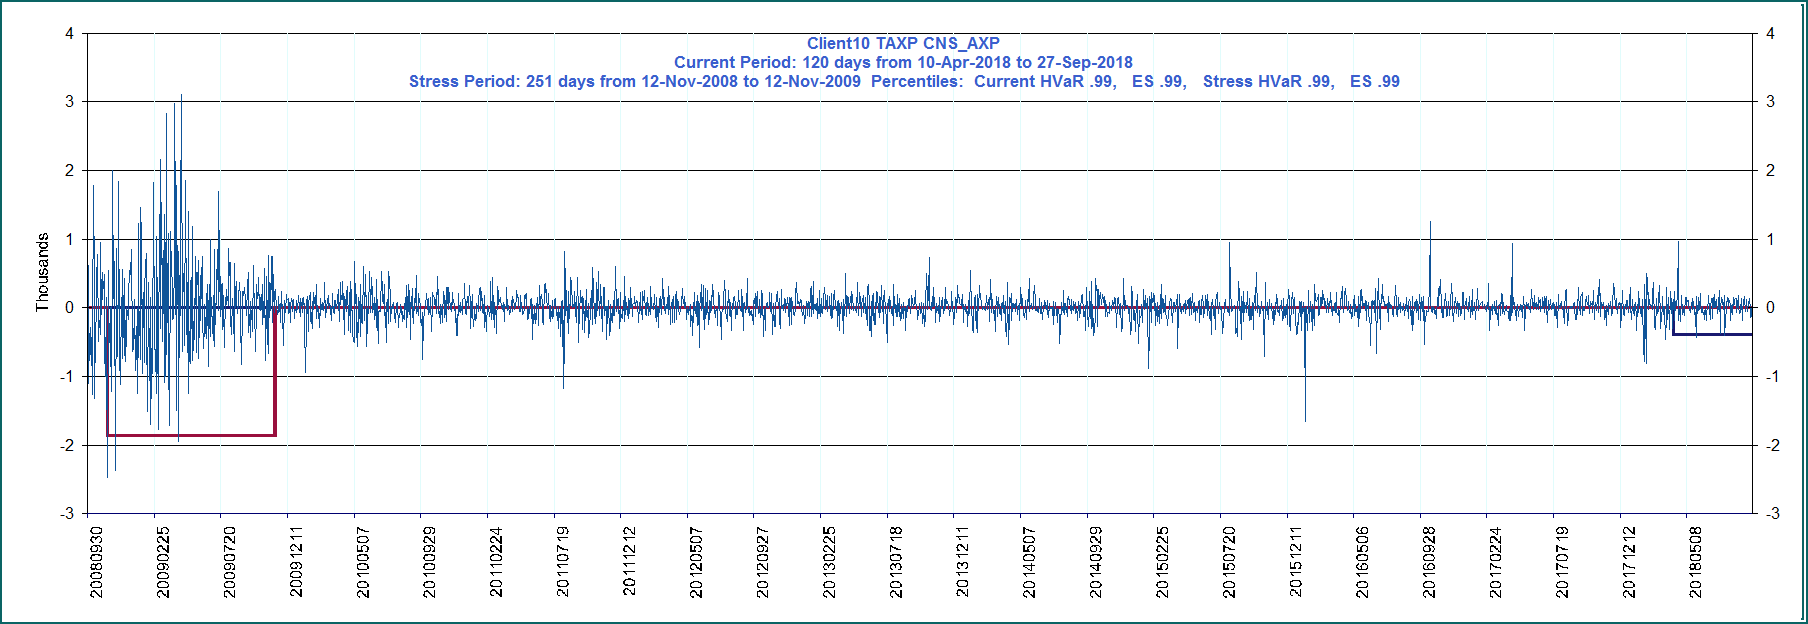 Client10 TAXP CNS_AXP
Current Period: 120 days from 10-Apr-2018 to 27-Sep-2018
Stress Period: 251 days from 12-Nov-2008 to 12-Nov-2009  Percentiles:  Current HVaR .99,   ES .99,   Stress HVaR .99,   ES .99
4 4
3 3
2 2
1 1
Thousands
0 0
-1 -1
-2 -2
-3 -3
20080930 20090225 20090720 20091211 20100507 20100929 20110224 20110719 20111212 20120507 20120927 20130225 20130718 20131211 20140507 20140929 20150225 20150720 20151211 20160506 20160928 20170224 20170719 20171212 20180508